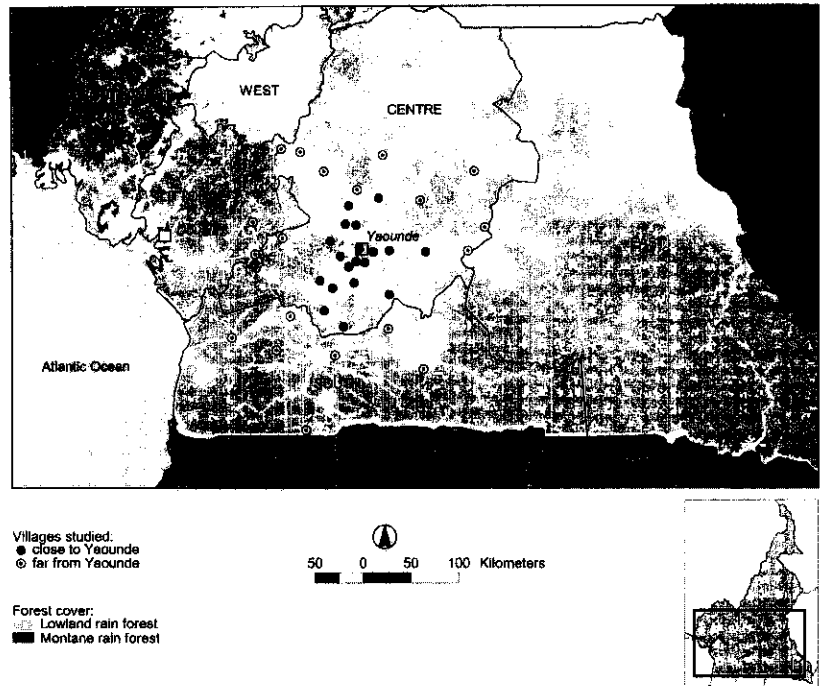 WEST
CENTRE
Yaounde
Atlantic Ocean
Villages studied:
close to Yaounde
far from Yaounde
50 0 50 100 Kilometers
Forest cover:
Lowland rain forest
Montane rain forest